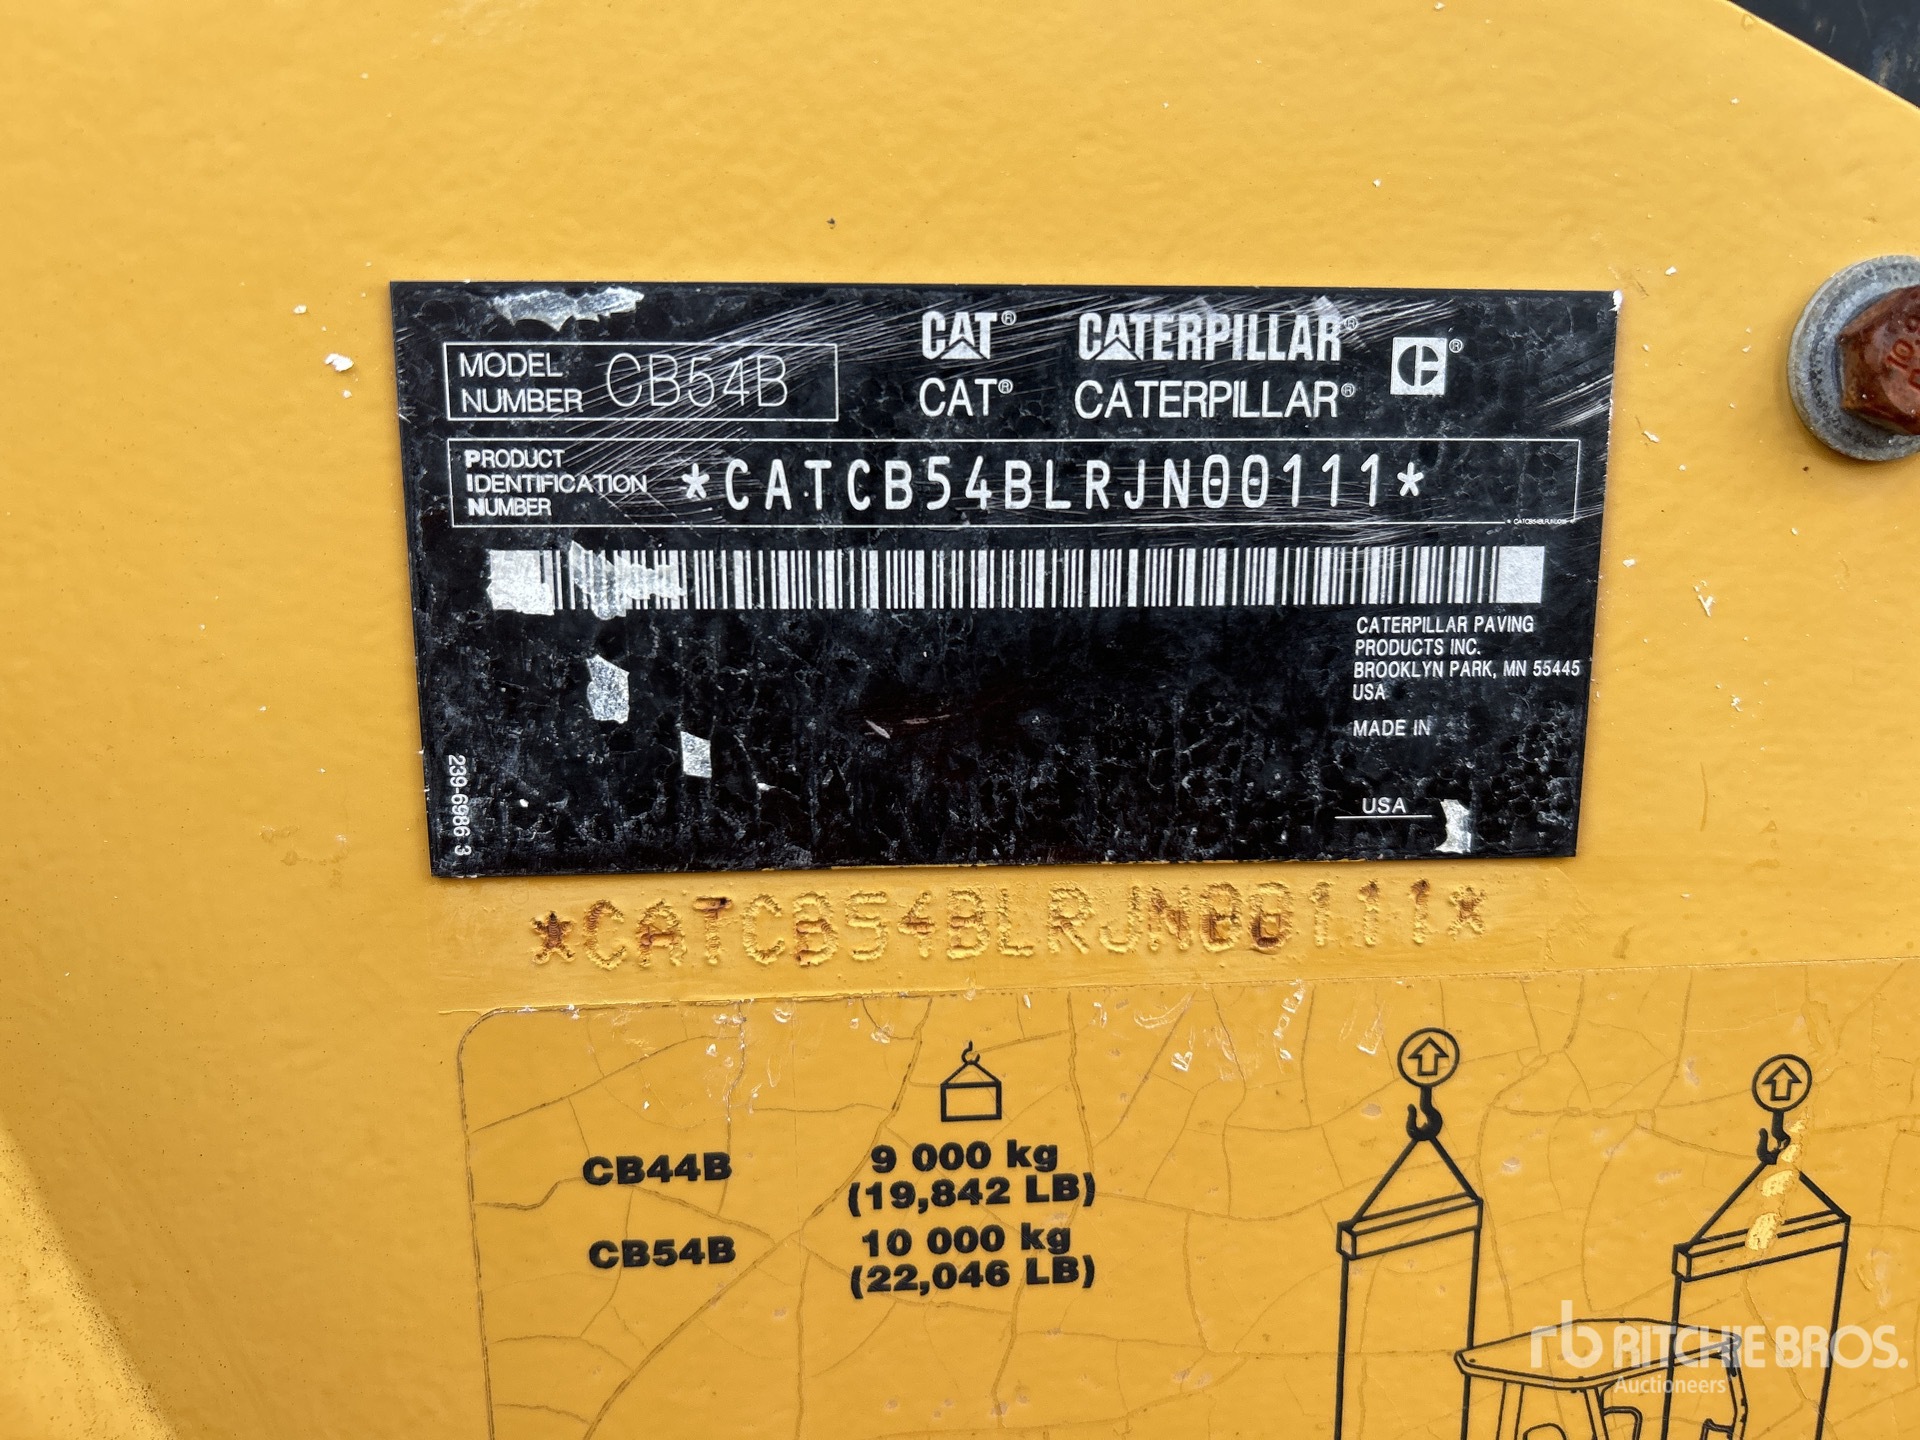 MODEL NUMBER CB54B
CAT® CATERPILLAR®
CAT® CATERPILLAR®
PRODUCT IDENTIFICATION NUMBER *CATCB54BLRJN00111*
CATERPILLAR PAVING
PRODUCTS INC.
BROOKLYN PARK, MN 55445
USA
MADE IN
USA
239-6986 3
*CATCB54BLRJN00111*
CB44B 9 000 kg
(19,842 LB)
CB54B 10 000 kg
(22,046 LB)
rb RITCHIE BROS.
Auctioneers